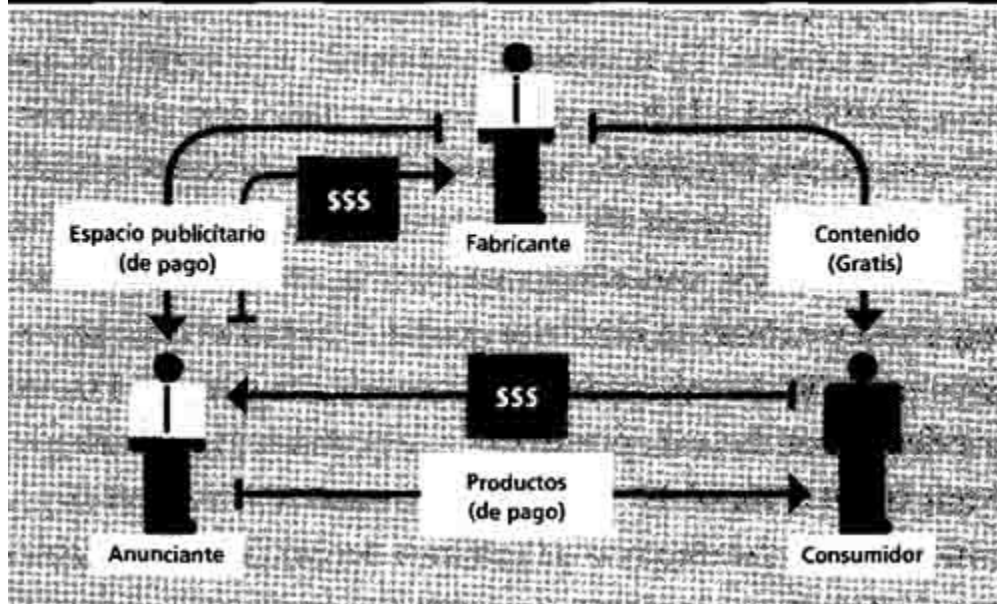 $$$
Espacio publicitario
(de pago)
Fabricante
Contenido
(Gratis)
$$$
Productos
(de pago)
Anunciante
Consumidor